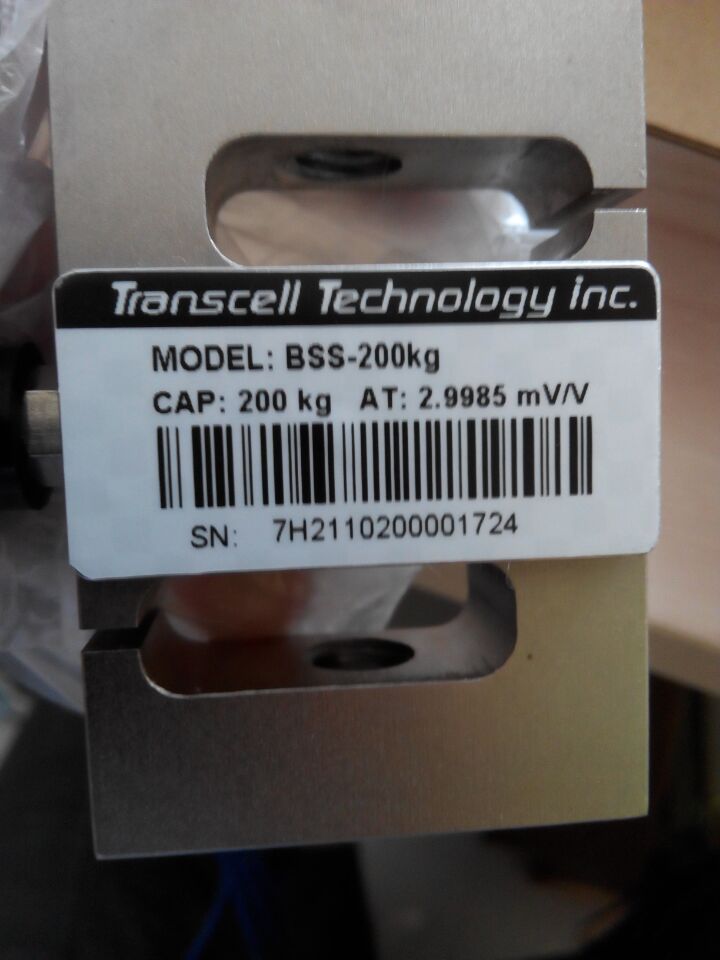 Transcell Technology inc.
MODEL: BSS-200kg
CAP: 200 kg AT: 2.9985 mV/V
SN: 7H2110200001724